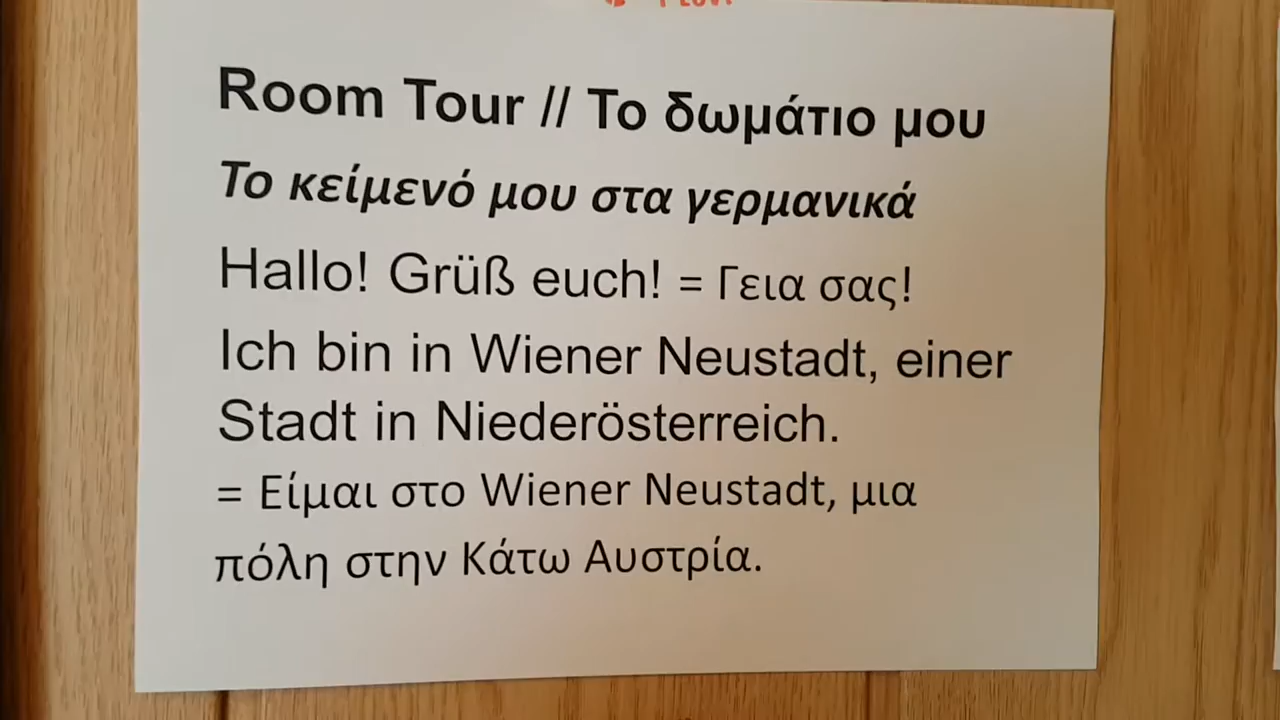 Room Tour // Το δωμάτιο μου
Το κείμενό μου στα γερμανικά
Hallo! Grüß euch! = Γεια σας!
Ich bin in Wiener Neustadt, einer
Stadt in Niederösterreich.
= Είμαι στο Wiener Neustadt, μια
πόλη στην Κάτω Αυστρία.